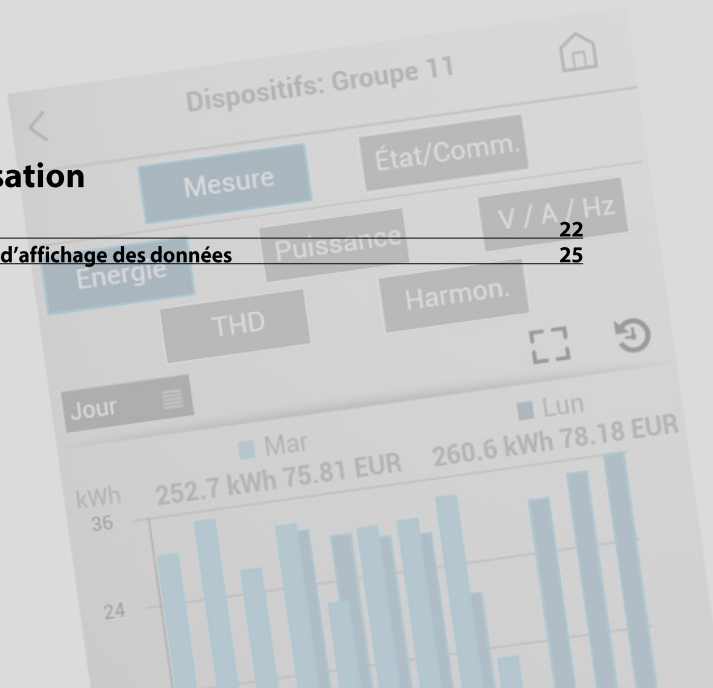 Dispositifs: Groupe 11
sation
Mesure
État/Comm.
22
d'affichage des données 25
Énergie
Puissance
V / A / Hz
THD
Harmon.
Jour
Mar
Lun
252.7 kWh 75.81 EUR
260.6 kWh 78.18 EUR
kWh
36
24